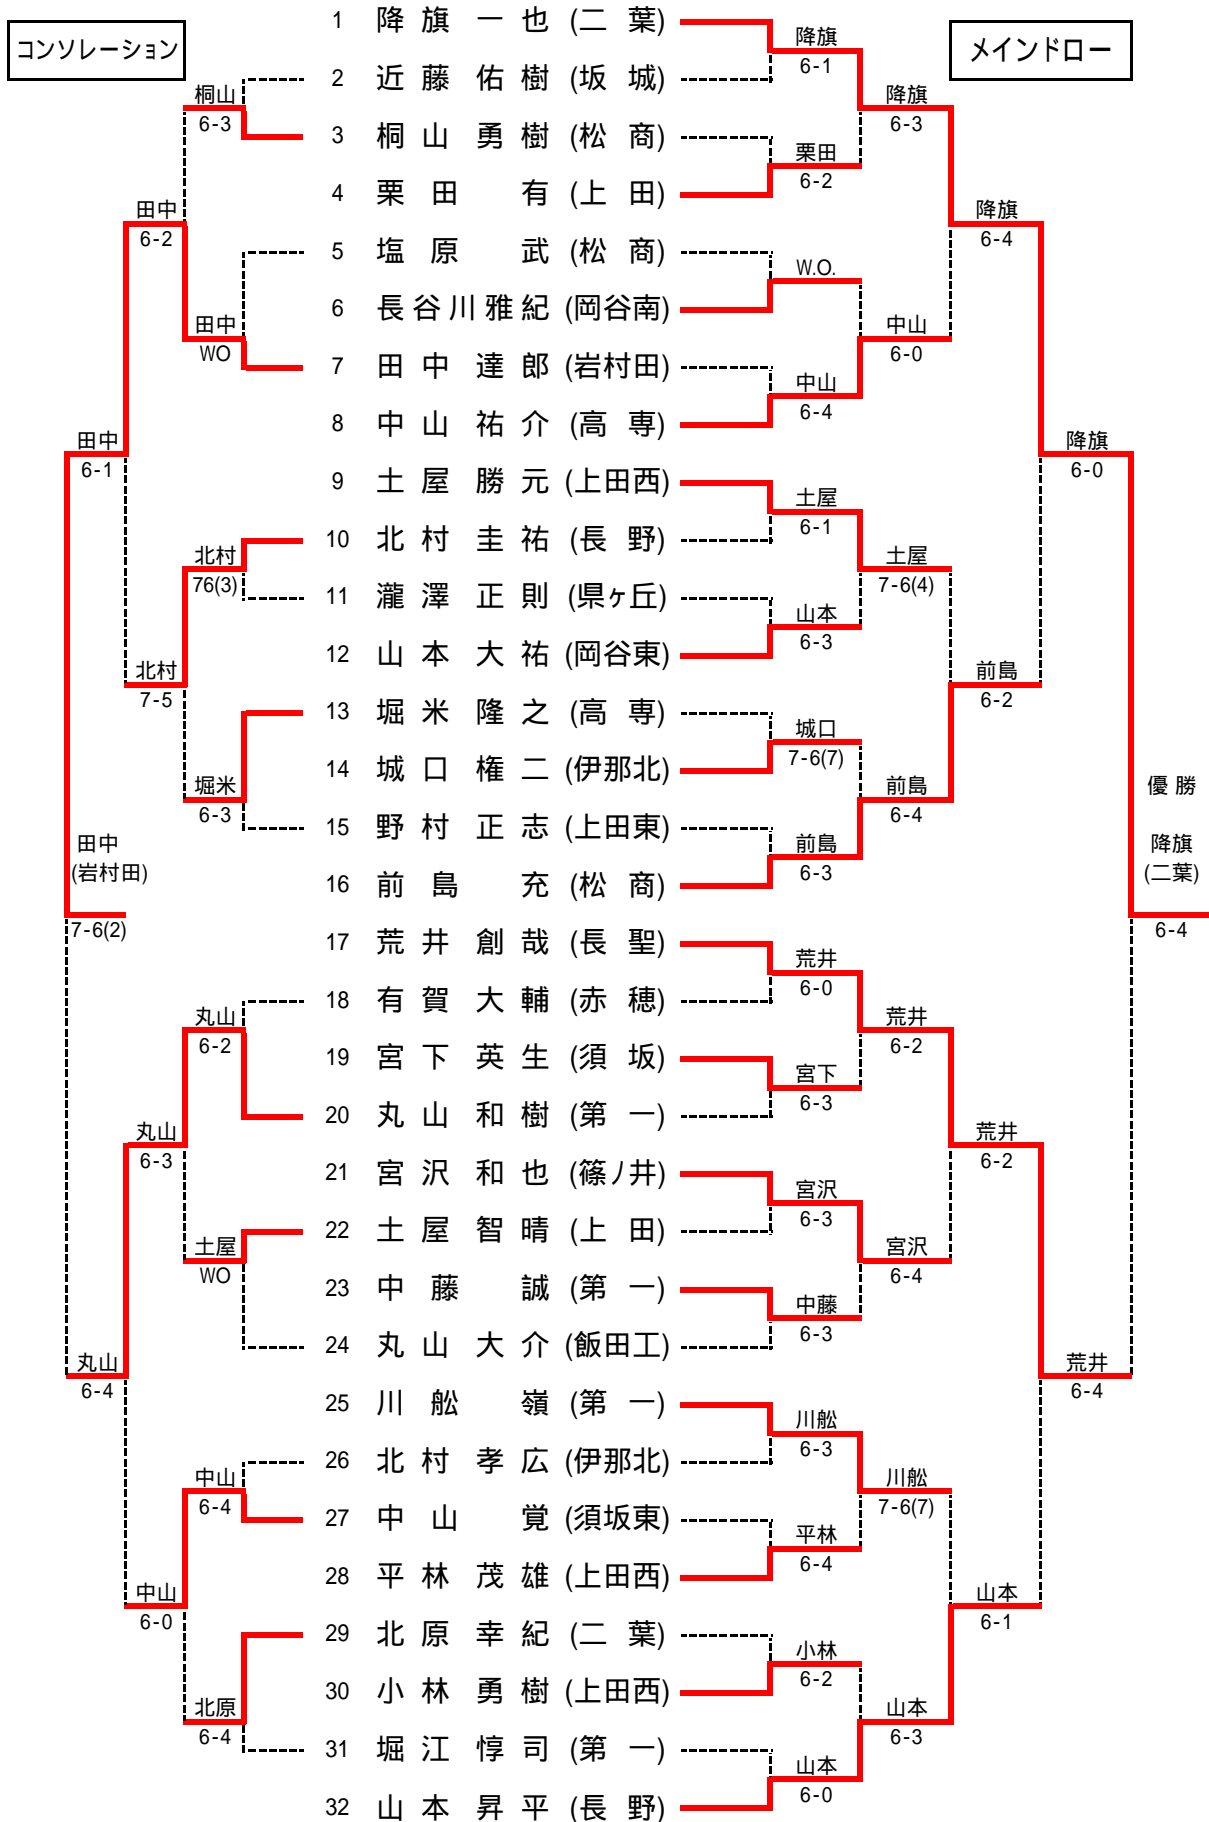 コンソレーション
メインドロー
1 降旗 一也 (二 葉)
2 近藤 佑樹 (坂 城)
3 桐山 勇樹 (松 商)
4 栗田 有 (上 田)
5 塩原 武 (松 商)
6 長谷川雅紀 (岡谷南)
7 田中 達郎 (岩村田)
8 中山 祐介 (高 専)
9 土屋 勝元 (上田西)
10 北村 圭祐 (長 野)
11 瀧澤 正則 (県ヶ丘)
12 山本 大祐 (岡谷東)
13 堀米 隆之 (高 専)
14 城口 権二 (伊那北)
15 野村 正志 (上田東)
16 前島 充 (松 商)
17 荒井 創哉 (長 聖)
18 有賀 大輔 (赤 穂)
19 宮下 英生 (須 坂)
20 丸山 和樹 (第 一)
21 宮沢 和也 (篠ノ井)
22 土屋 智晴 (上 田)
23 中藤 誠 (第 一)
24 丸山 大介 (飯田工)
25 川舩 嶺 (第 一)
26 北村 孝広 (伊那北)
27 中山 覚 (須坂東)
28 平林 茂雄 (上田西)
29 北原 幸紀 (二 葉)
30 小林 勇樹 (上田西)
31 堀江 惇司 (第 一)
32 山本 昇平 (長 野)
降旗
6-1
栗田
6-2
W.O.
中山
6-4
土屋
6-1
山本
6-3
城口
7-6(7)
前島
6-3
荒井
6-0
宮下
6-3
宮沢
6-3
中藤
6-3
川舩
6-3
平林
6-4
小林
6-2
山本
6-0
降旗
6-3
中山
6-0
土屋
7-6(4)
前島
6-4
荒井
6-2
宮沢
6-4
川舩
7-6(7)
山本
6-3
降旗
6-4
前島
6-2
荒井
6-2
山本
6-1
降旗
6-0
荒井
6-4
優 勝
降旗
(二葉)
6-4
桐山
6-3
田中
WO
北村
76(3)
堀米
6-3
丸山
6-2
土屋
WO
中山
6-4
北原
6-4
田中
6-2
北村
7-5
丸山
6-3
中山
6-0
田中
6-1
丸山
6-4
田中
(岩村田)
7-6(2)